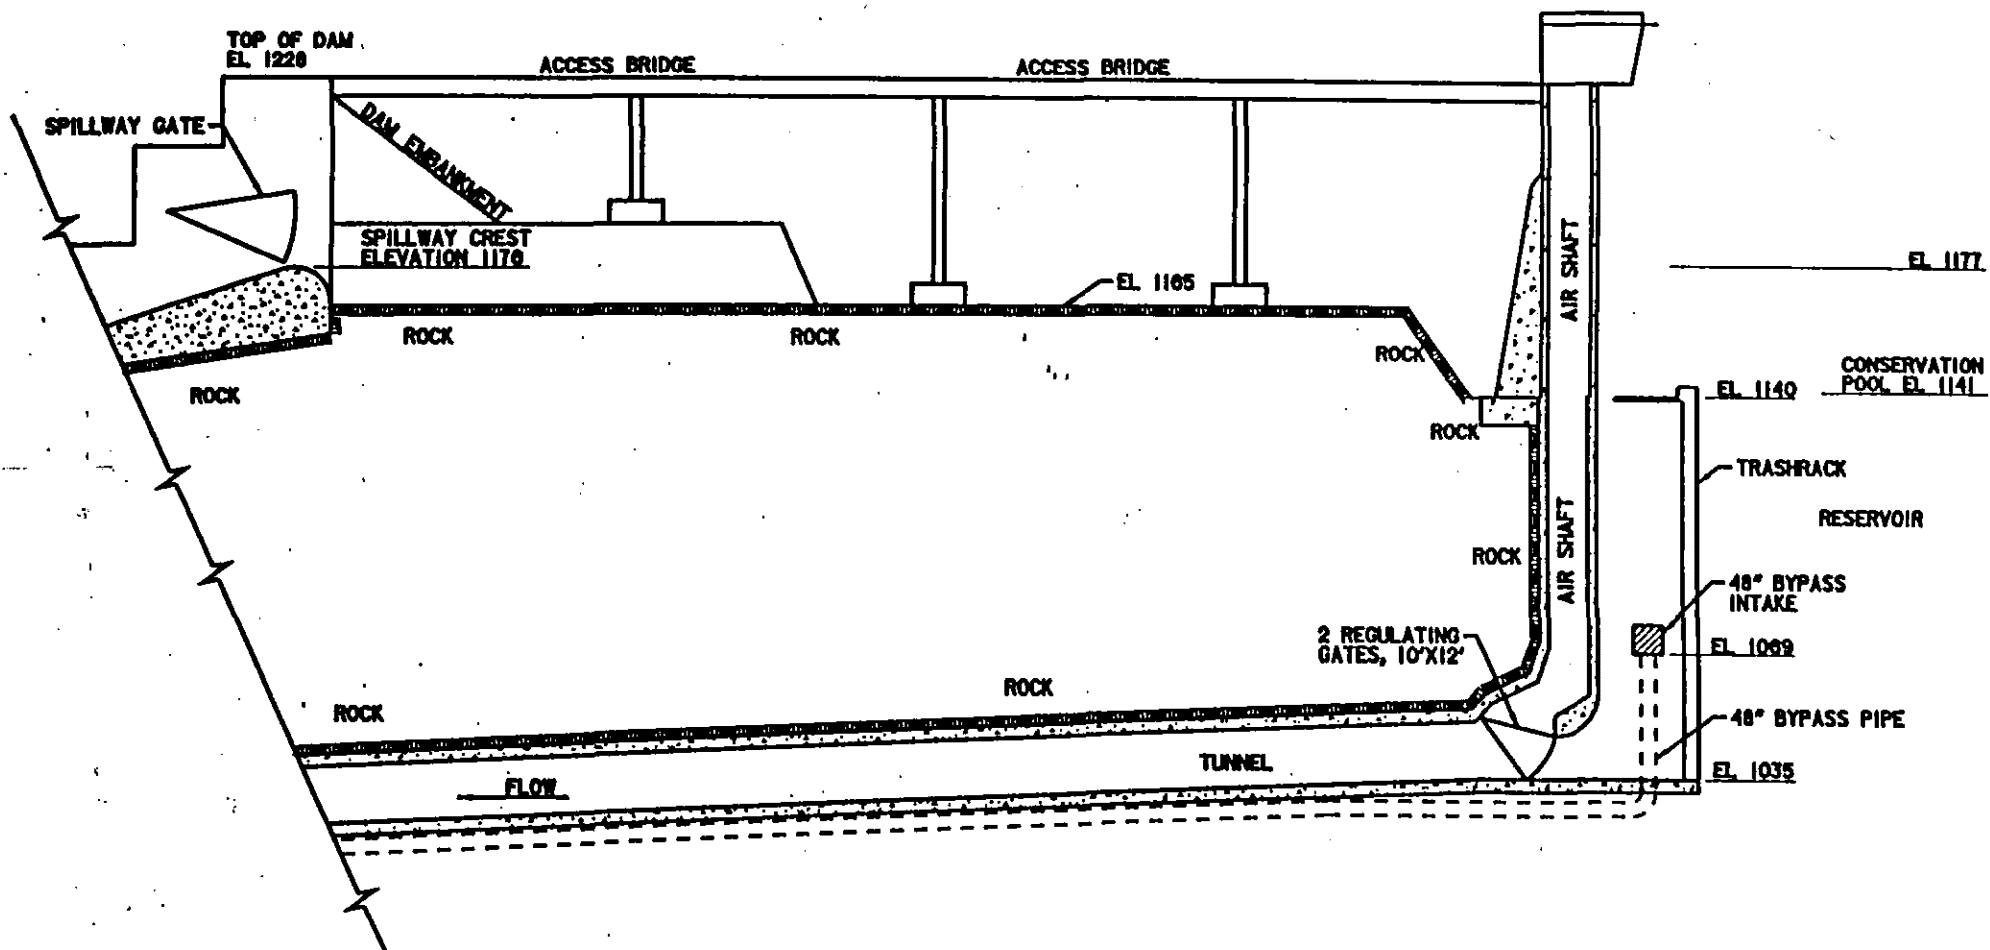 TOP OF DAM
EL 1228
ACCESS BRIDGE
ACCESS BRIDGE
SPILLWAY GATE
DAM EMBANKMENT
SPILLWAY CREST
ELEVATION 1178
EL 1165
AIR SHAFT
EL 1177
ROCK
ROCK
ROCK
ROCK
CONSERVATION
POOL EL 1141
EL 1140
ROCK
TRASHRACK
RESERVOIR
ROCK
AIR SHAFT
48" BYPASS
INTAKE
2 REGULATING
GATES, 10'X12'
EL 1069
ROCK
ROCK
48" BYPASS PIPE
TUNNEL
EL 1035
FLOW